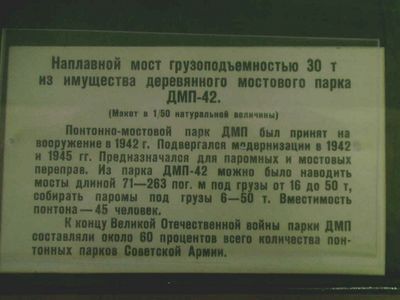 Наплавной мост грузоподъемностью 30 т
из имущества деревянного мостового парка
ДМП-42.
(Макет в 1/50 натуральной величины)
Понтонно-мостовой парк ДМП был принят на
вооружение в 1942 г. Подвергался модернизации в 1942
и 1945 гг. Предназначался для паромных и мостовых
переправ. Из парка ДМП-42 можно было наводить
мосты длиной 71—263 пог. м под грузы от 16 до 50 т,
собирать паромы под грузы 6—50 т. Вместимость
понтона—45 человек.
К концу Великой Отечественной войны парки ДМП
составляли около 60 процентов всего количества пон-
тонных парков Советской Армии.